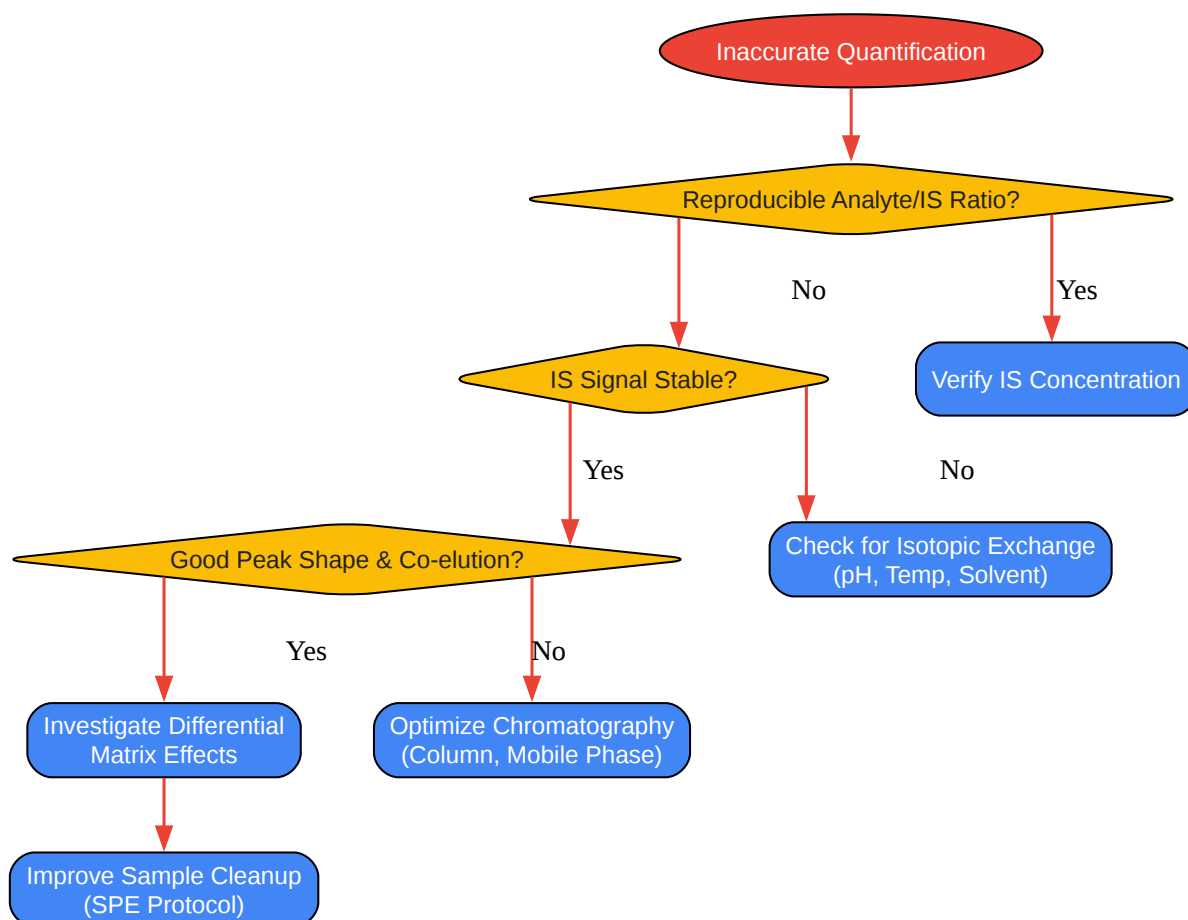 Inaccurate Quantification
Reproducible Analyte/IS Ratio?
No
Yes
IS Signal Stable?
Verify IS Concentration
Yes
No
Good Peak Shape & Co-elution?
Check for Isotopic Exchange
(pH, Temp, Solvent)
Yes
No
Investigate Differential
Matrix Effects
Optimize Chromatography
(Column, Mobile Phase)
Improve Sample Cleanup
(SPE Protocol)